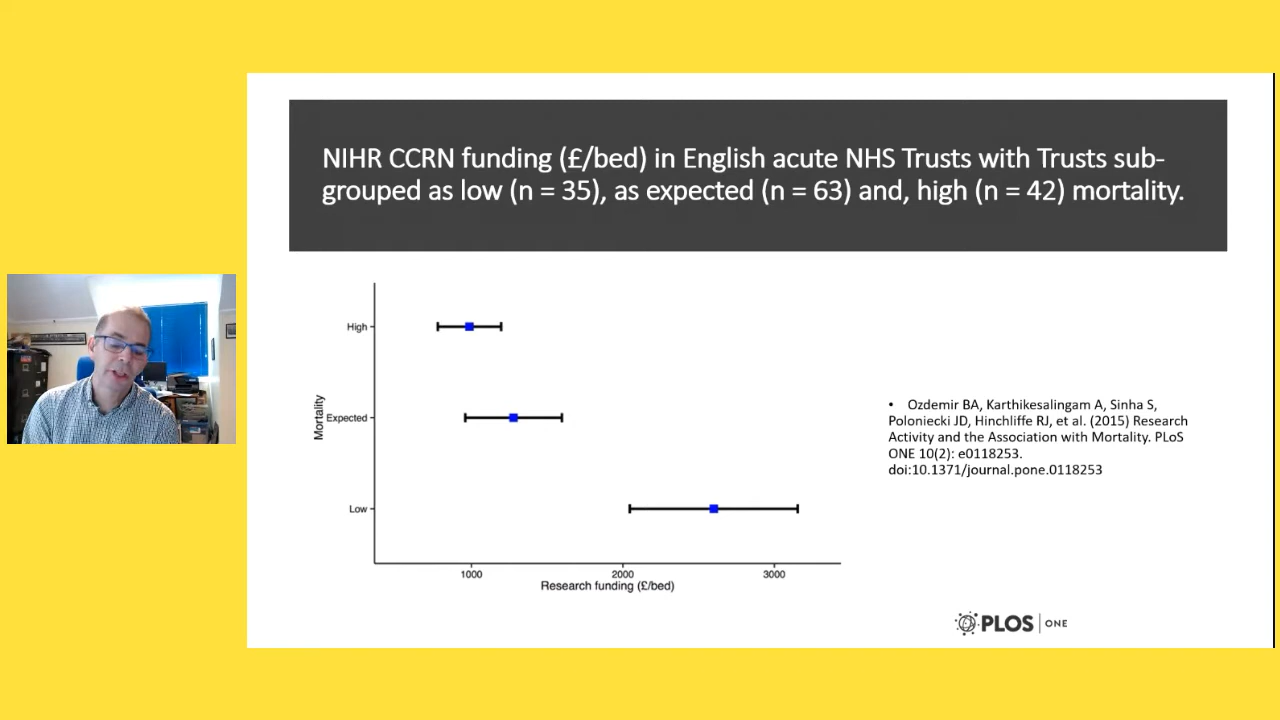 NIHR CCRN funding (£/bed) in English acute NHS Trusts with Trusts sub-
grouped as low (n = 35), as expected (n = 63) and, high (n = 42) mortality.
High
Expected
Low
Mortality
1000 2000 3000
Research funding (£/bed)
• Ozdemir BA, Karthikesalingam A, Sinha S,
Poloniecki JD, Hinchliffe RJ, et al. (2015) Research
Activity and the Association with Mortality. PLoS
ONE 10(2): e0118253.
doi:10.1371/journal.pone.0118253
PLOS | ONE